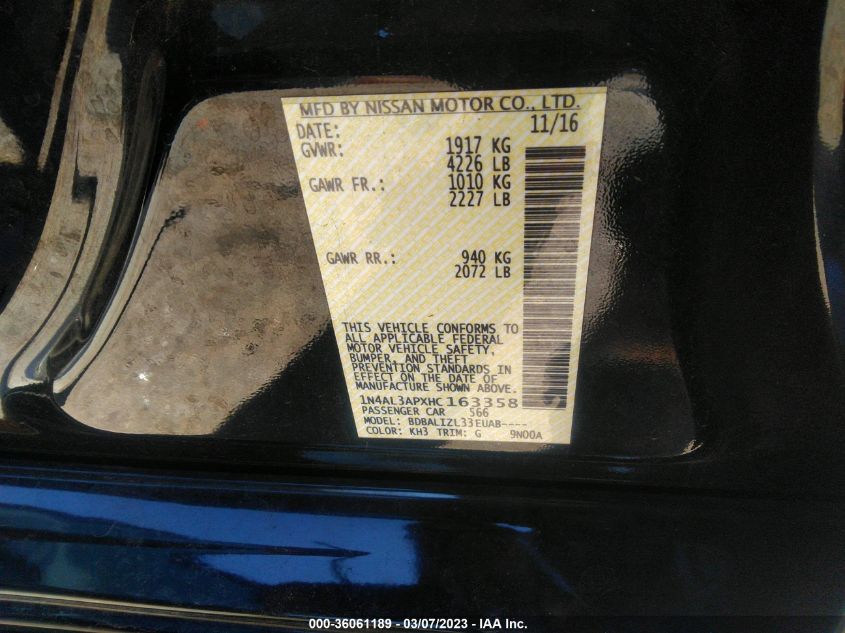 MFD BY NISSAN MOTOR CO., LTD.
DATE: 11/16
GVWR: 1917 KG
4226 LB
GAWR FR.: 1010 KG
2227 LB
GAWR RR.: 940 KG
2072 LB
THIS VEHICLE CONFORMS TO
ALL APPLICABLE FEDERAL
MOTOR VEHICLE SAFETY,
BUMPER, AND THEFT
PREVENTION STANDARDS IN
EFFECT ON THE DATE OF
MANUFACTURE SHOWN ABOVE.
1N4AL3APXHC163358
PASSENGER CAR 566
MODEL: BDBALIZL33EUAB----
COLOR: KH3 TRIM: G 9N00A
000-36061189 - 03/07/2023 - IAA Inc.